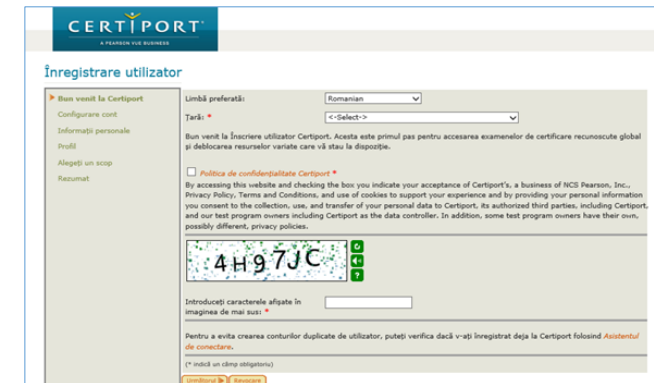 CERTIPORT
A PEARSON VUE BUSINESS
Înregistrare utilizator
Bun venit la Certiport
Configurare cont
Informații personale
Profil
Alegeți un scop
Rezumat
Limbă preferată: Romanian
Țară: * <-Select->
Bun venit la Înscriere utilizator Certiport. Acesta este primul pas pentru accesarea examenelor de certificare recunoscute global
și deblocarea resurselor variate care vă stau la dispoziție.
Politica de confidențialitate Certiport *
By accessing this website and checking the box you indicate your acceptance of Certiport's, a business of NCS Pearson, Inc.,
Privacy Policy, Terms and Conditions, and use of cookies to support your experience and by providing your personal information
you consent to the collection, use, and transfer of your personal data to Certiport, its authorized third parties, including Certiport,
and our test program owners including Certiport as the data controller. In addition, some test program owners have their own,
possibly different, privacy policies.
4H97JC
?
Introduceți caracterele afișate în
imaginea de mai sus: *
Pentru a evita crearea conturilor duplicate de utilizator, puteți verifica dacă v-ați înregistrat deja la Certiport folosind Asistentul
de conectare.
(* indică un câmp obligatoriu)
Următorul Revocare